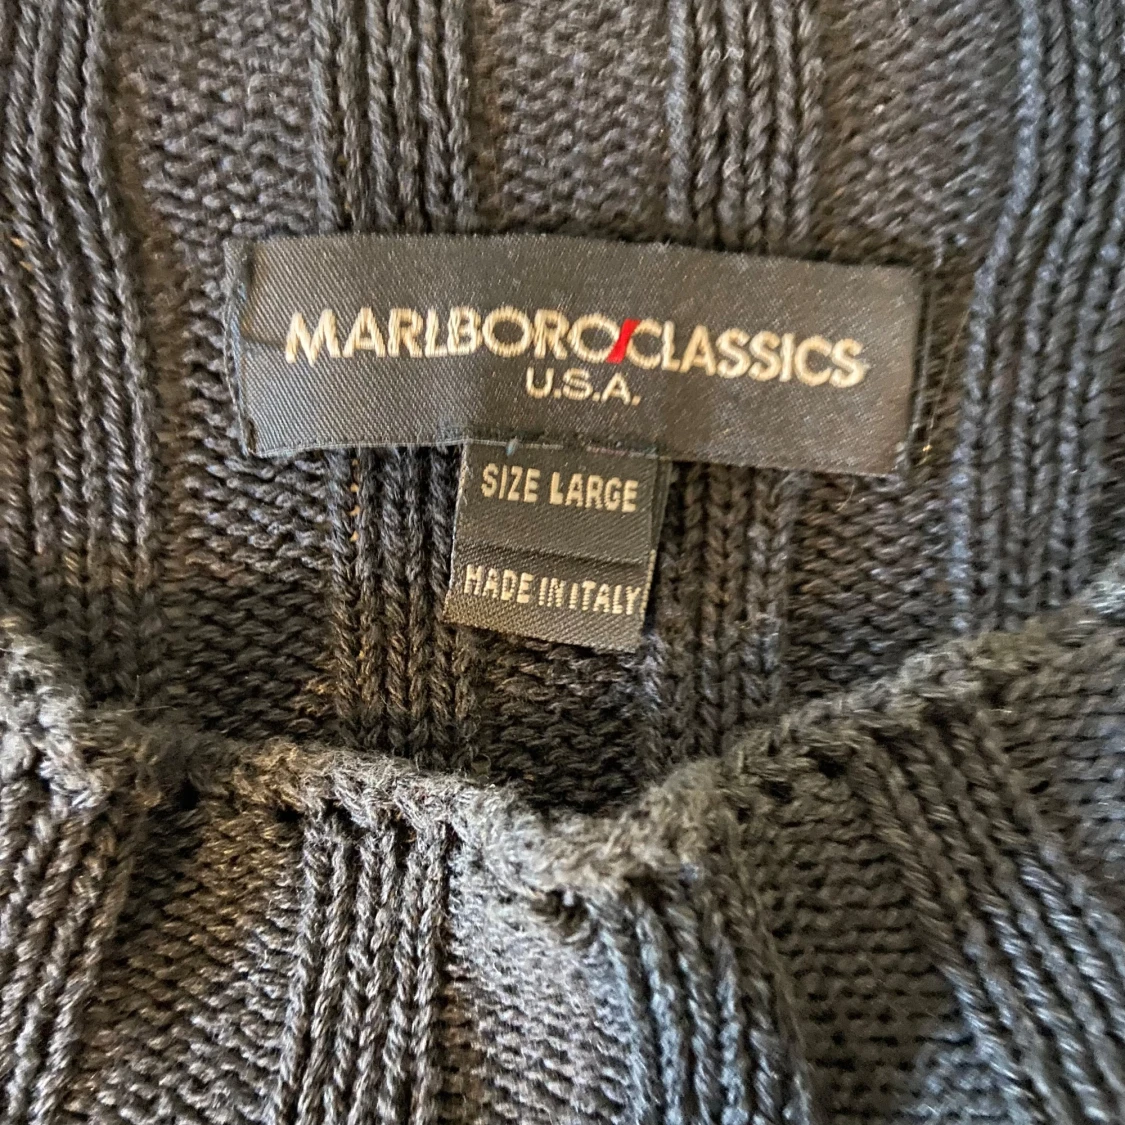 MARLBORO/CLASSICS
U.S.A.
SIZE LARGE
MADE IN ITALY